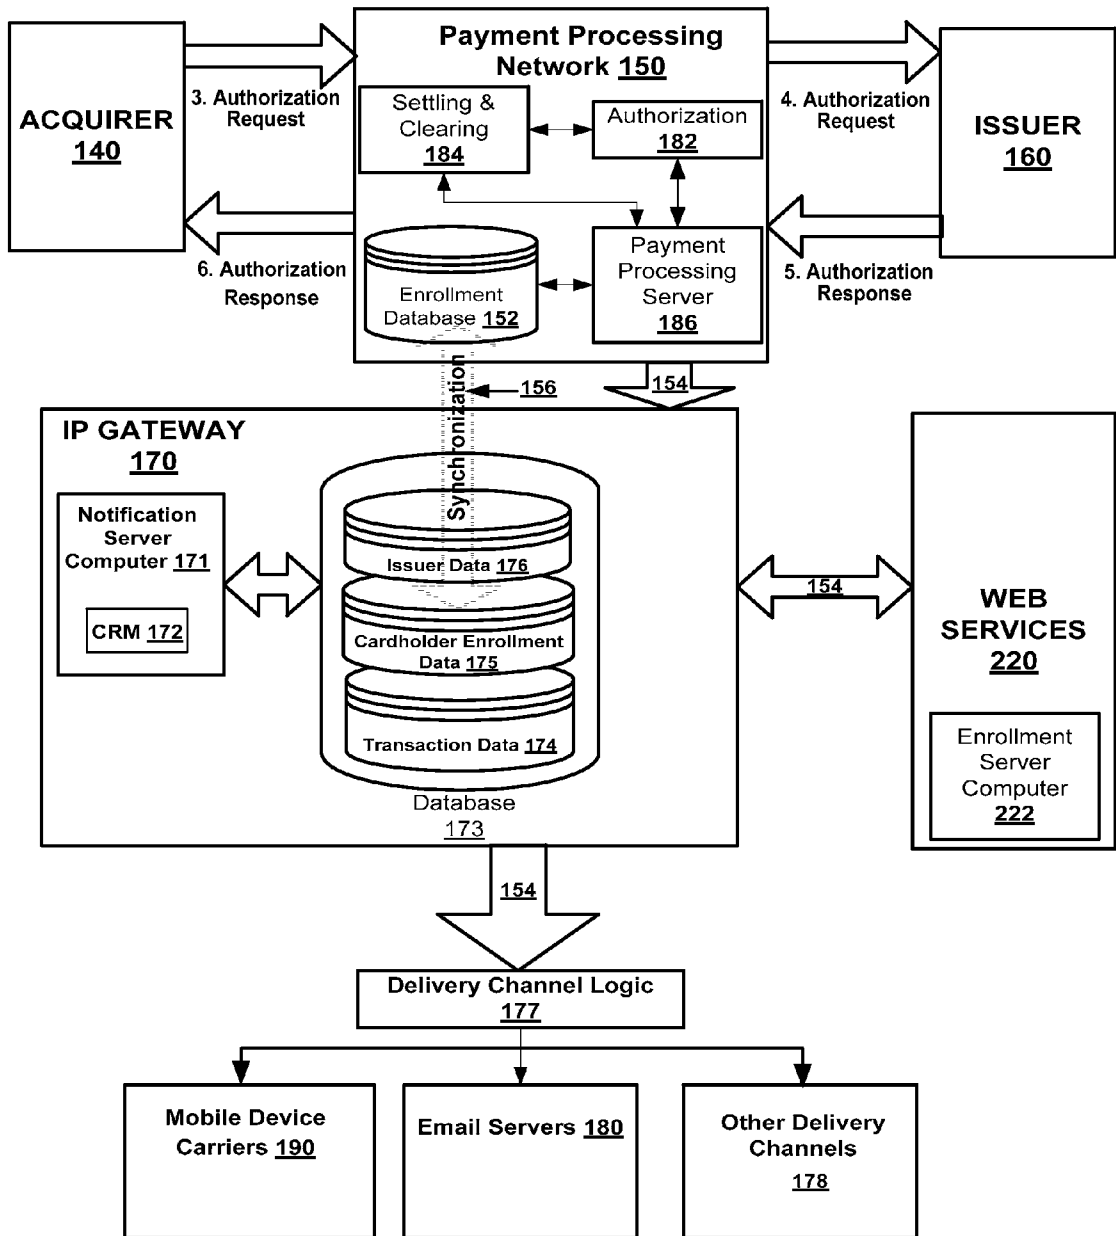 ACQUIRER
140
3. Authorization
Request
6. Authorization
Response
Payment Processing
Network 150
Settling &
Clearing
184
Authorization
182
Enrollment
Database 152
Payment
Processing
Server
186
4. Authorization
Request
5. Authorization
Response
ISSUER
160
Synchronization
156
154
IP GATEWAY
170
Notification
Server
Computer 171
CRM 172
Issuer Data 176
Cardholder Enrollment
Data 175
Transaction Data 174
Database
173
154
WEB
SERVICES
220
Enrollment
Server
Computer
222
154
Delivery Channel Logic
177
Mobile Device
Carriers 190
Email Servers 180
Other Delivery
Channels
178